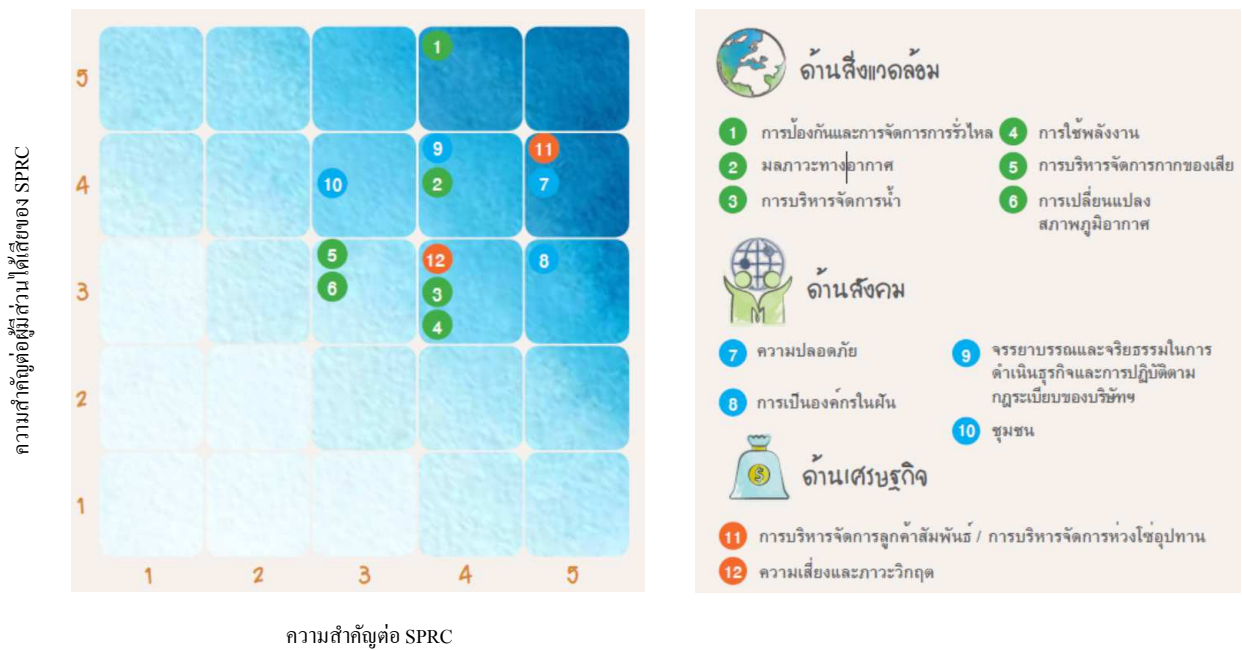 ความสำคัญต่อผู้มีส่วนได้เสียของ SPRC
5
4
3
2
1
1
9
11
10
2
7
5
12
8
6
3
4
1
2
3
4
5
ความสำคัญต่อ SPRC
ด้านสิ่งแวดล้อม
1 การป้องกันและการจัดการการรั่วไหล
2 มลภาวะทางอากาศ
3 การบริหารจัดการน้ำ
4 การใช้พลังงาน
5 การบริหารจัดการกากของเสีย
6 การเปลี่ยนแปลง
สภาพภูมิอากาศ
ด้านสังคม
7 ความปลอดภัย
8 การเป็นองค์กรในฝัน
9 จรรยาบรรณและจริยธรรมในการ
ดำเนินธุรกิจและการปฏิบัติตาม
กฎระเบียบของบริษัทฯ
10 ชุมชน
ด้านเศรษฐกิจ
11 การบริหารจัดการลูกค้าสัมพันธ์ / การบริหารจัดการห่วงโซ่อุปทาน
12 ความเสี่ยงและภาวะวิกฤต